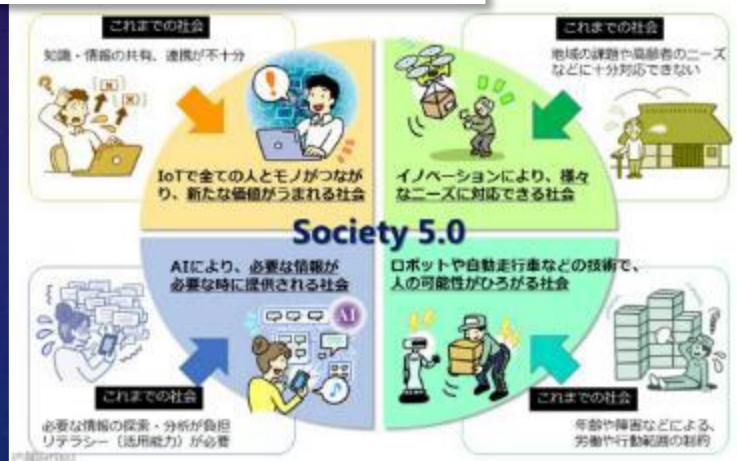 これまでの社会
知識・情報の共有、連携が不十分
IoTで全ての人とモノがつなが
り、新たな価値がうまれる社会
これまでの社会
地域の課題や高齢者のニーズ
などに十分対応できない
イノベーションにより、様々
なニーズに対応できる社会
Society 5.0
AIにより、必要な情報が
必要な時に提供される社会
AI
これまでの社会
必要な情報の探索・分析が負担
リテラシー（活用能力）が必要
ロボットや自動走行車などの技術で、
人の可能性がひろがる社会
これまでの社会
年齢や障害などによる、
労働や行動範囲の制約